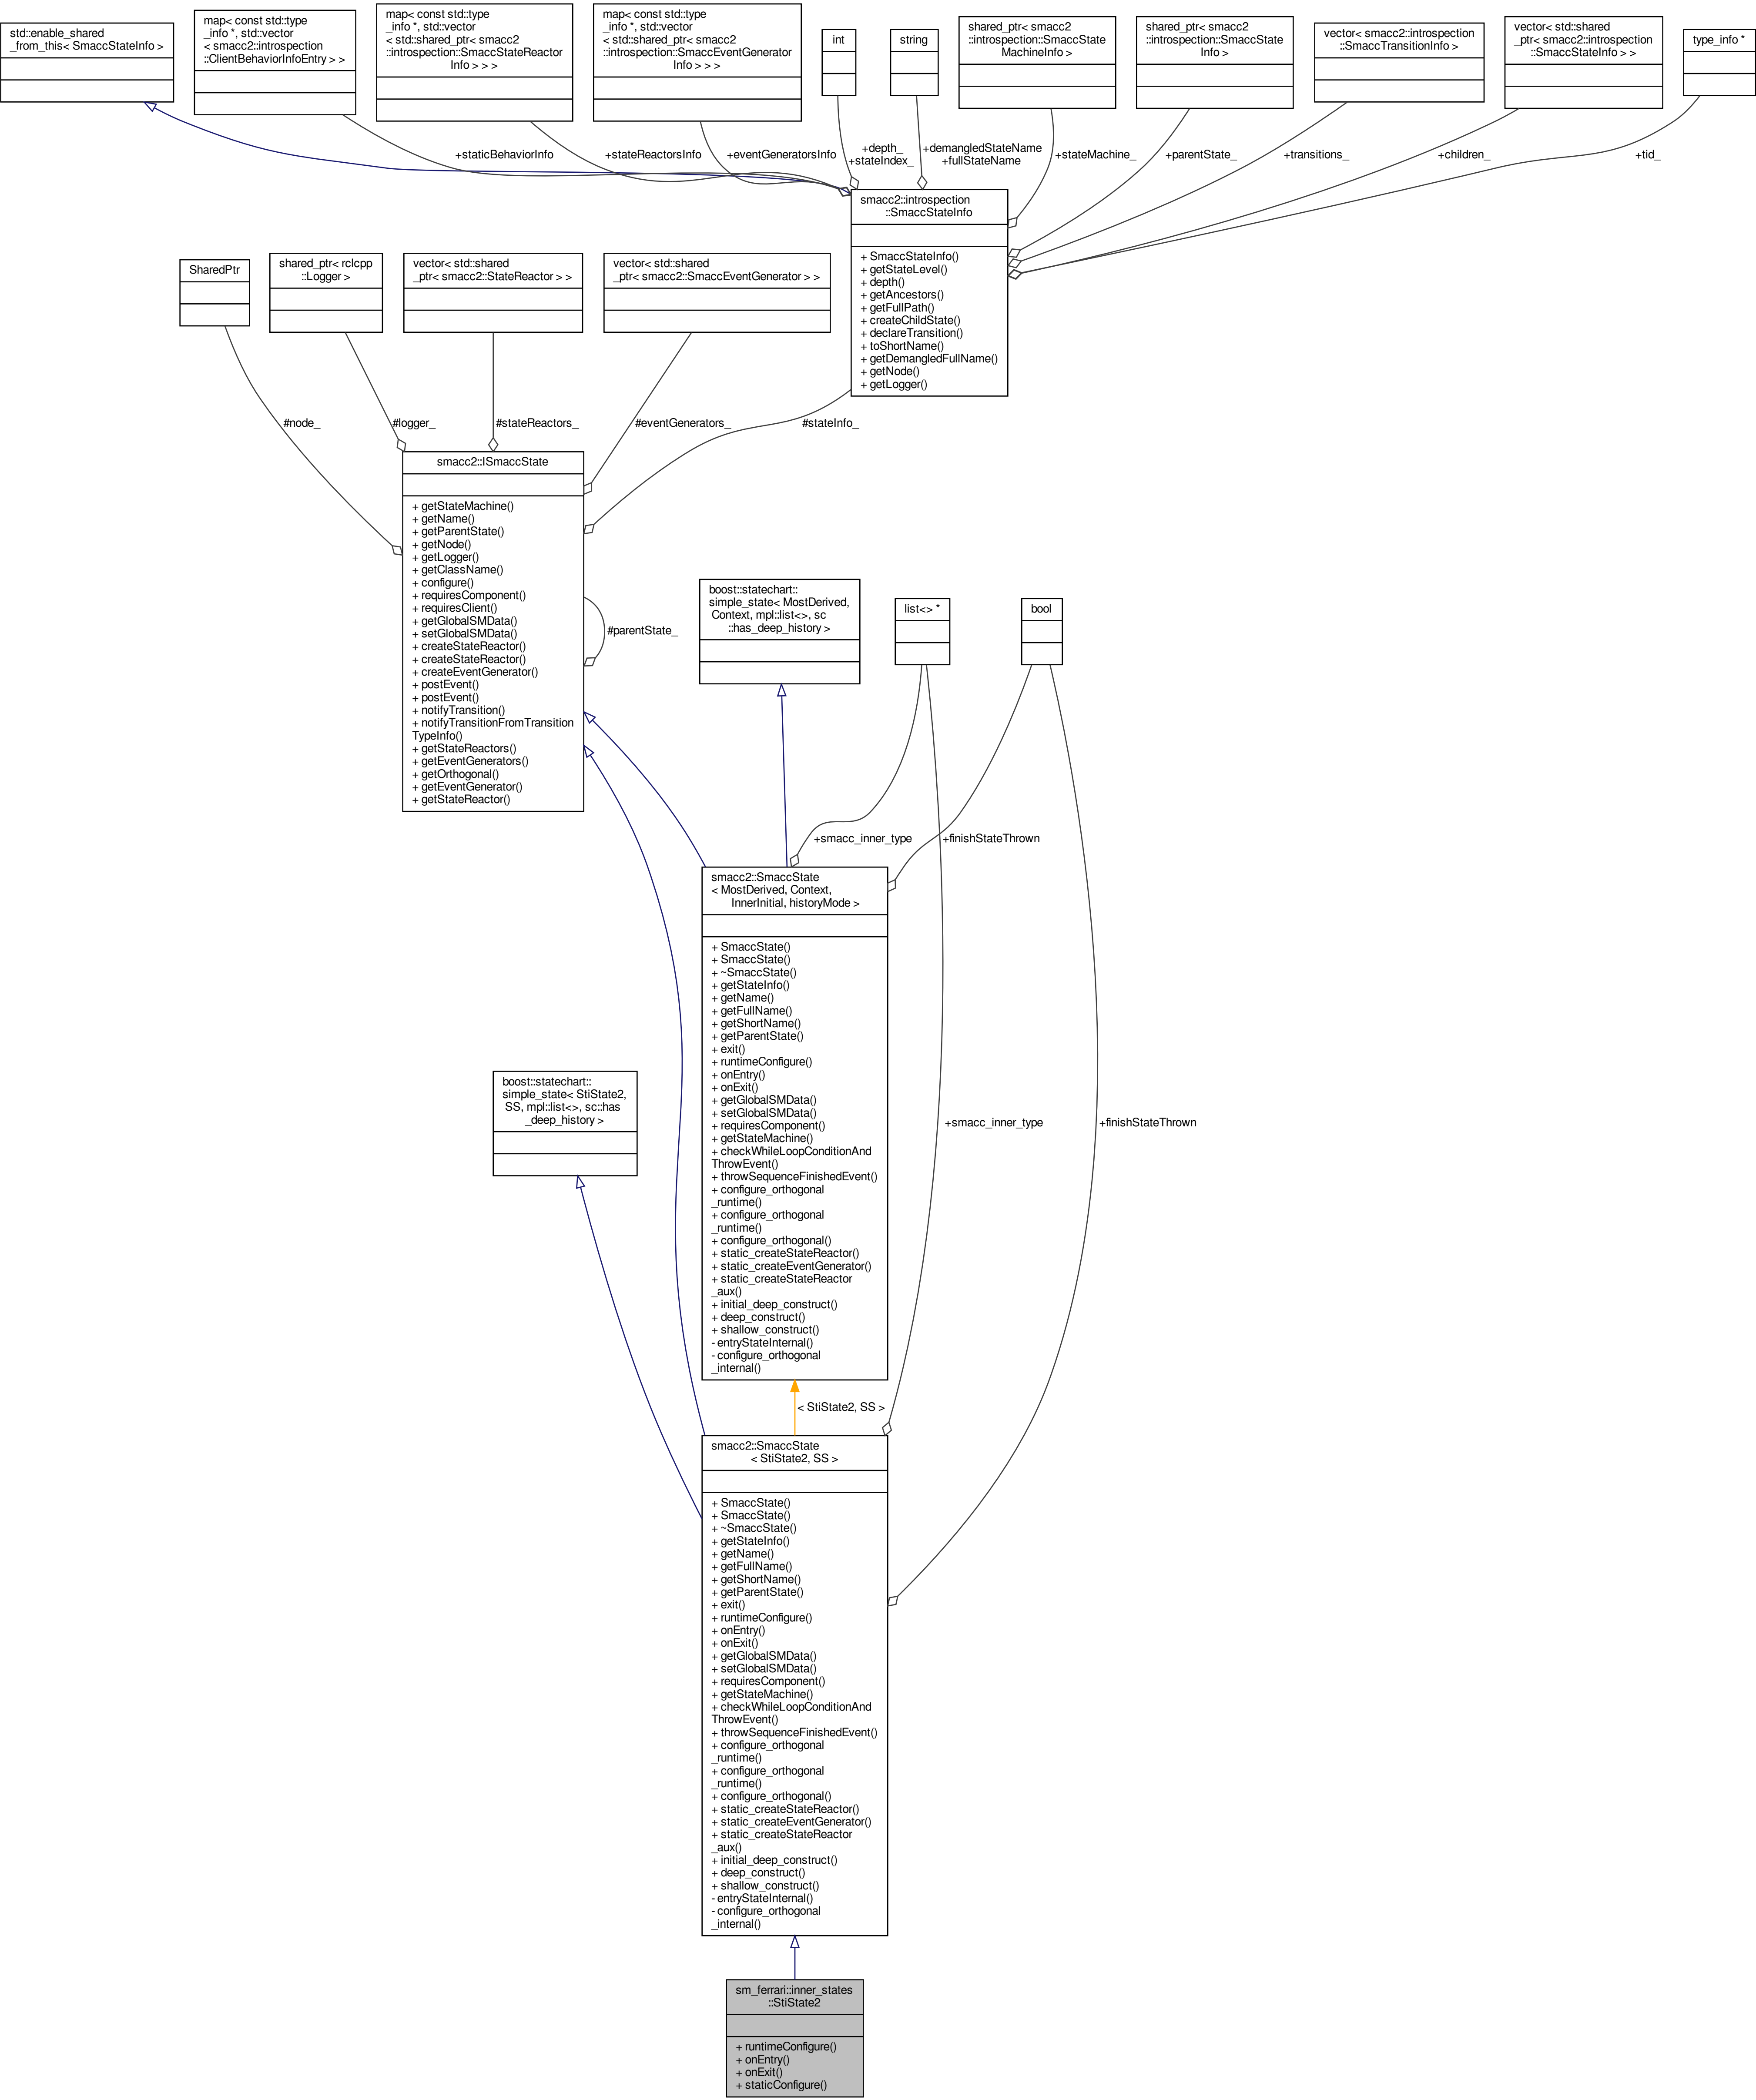 std::enable_shared
_from_this< SmaccStateInfo >
map< const std::type
_info *, std::vector
< smacc2::introspection
::ClientBehaviorInfoEntry > >
map< const std::type
_info *, std::vector
< std::shared_ptr< smacc2
::introspection::SmaccStateReactor
Info > > >
map< const std::type
_info *, std::vector
< std::shared_ptr< smacc2
::introspection::SmaccEventGenerator
Info > > >
int
string
shared_ptr< smacc2
::introspection::SmaccState
MachineInfo >
shared_ptr< smacc2
::introspection::SmaccState
Info >
vector< smacc2::introspection
::SmaccTransitionInfo >
vector< std::shared
_ptr< smacc2::introspection
::SmaccStateInfo > >
type_info *
+staticBehaviorInfo
+stateReactorsInfo
+eventGeneratorsInfo
+depth_
+stateIndex_
+demangledStateName
+fullStateName
+stateMachine_
+parentState_
+transitions_
+children_
+tid_
smacc2::introspection
::SmaccStateInfo
+ SmaccStateInfo()
+ getStateLevel()
+ depth()
+ getAncestors()
+ getFullPath()
+ createChildState()
+ declareTransition()
+ toShortName()
+ getDemangledFullName()
+ getNode()
+ getLogger()
SharedPtr
shared_ptr< rclcpp
::Logger >
vector< std::shared
_ptr< smacc2::StateReactor > >
vector< std::shared
_ptr< smacc2::SmaccEventGenerator > >
#node_
#logger_
#stateReactors_
#eventGenerators_
#stateInfo_
smacc2::ISmaccState
+ getStateMachine()
+ getName()
+ getParentState()
+ getNode()
+ getLogger()
+ getClassName()
+ configure()
+ requiresComponent()
+ requiresClient()
+ getGlobalSMData()
+ setGlobalSMData()
+ createStateReactor()
+ createStateReactor()
+ createEventGenerator()
+ postEvent()
+ postEvent()
+ notifyTransition()
+ notifyTransitionFromTransition
TypeInfo()
+ getStateReactors()
+ getEventGenerators()
+ getOrthogonal()
+ getEventGenerator()
+ getStateReactor()
#parentState_
boost::statechart::
simple_state< MostDerived,
Context, mpl::list<>, sc
::has_deep_history >
list<> *
bool
+smacc_inner_type
+finishStateThrown
smacc2::SmaccState
< MostDerived, Context,
InnerInitial, historyMode >
+ SmaccState()
+ SmaccState()
+ ~SmaccState()
+ getStateInfo()
+ getName()
+ getFullName()
+ getShortName()
+ getParentState()
+ exit()
+ runtimeConfigure()
+ onEntry()
+ onExit()
+ getGlobalSMData()
+ setGlobalSMData()
+ requiresComponent()
+ getStateMachine()
+ checkWhileLoopConditionAnd
ThrowEvent()
+ throwSequenceFinishedEvent()
+ configure_orthogonal
_runtime()
+ configure_orthogonal
_runtime()
+ configure_orthogonal()
+ static_createStateReactor()
+ static_createEventGenerator()
+ static_createStateReactor
_aux()
+ initial_deep_construct()
+ deep_construct()
+ shallow_construct()
- entryStateInternal()
- configure_orthogonal
_internal()
boost::statechart::
simple_state< StiState2,
SS, mpl::list<>, sc::has
_deep_history >
+smacc_inner_type
+finishStateThrown
< StiState2, SS >
smacc2::SmaccState
< StiState2, SS >
+ SmaccState()
+ SmaccState()
+ ~SmaccState()
+ getStateInfo()
+ getName()
+ getFullName()
+ getShortName()
+ getParentState()
+ exit()
+ runtimeConfigure()
+ onEntry()
+ onExit()
+ getGlobalSMData()
+ setGlobalSMData()
+ requiresComponent()
+ getStateMachine()
+ checkWhileLoopConditionAnd
ThrowEvent()
+ throwSequenceFinishedEvent()
+ configure_orthogonal
_runtime()
+ configure_orthogonal
_runtime()
+ configure_orthogonal()
+ static_createStateReactor()
+ static_createEventGenerator()
+ static_createStateReactor
_aux()
+ initial_deep_construct()
+ deep_construct()
+ shallow_construct()
- entryStateInternal()
- configure_orthogonal
_internal()
sm_ferrari::inner_states
::StiState2
+ runtimeConfigure()
+ onEntry()
+ onExit()
+ staticConfigure()